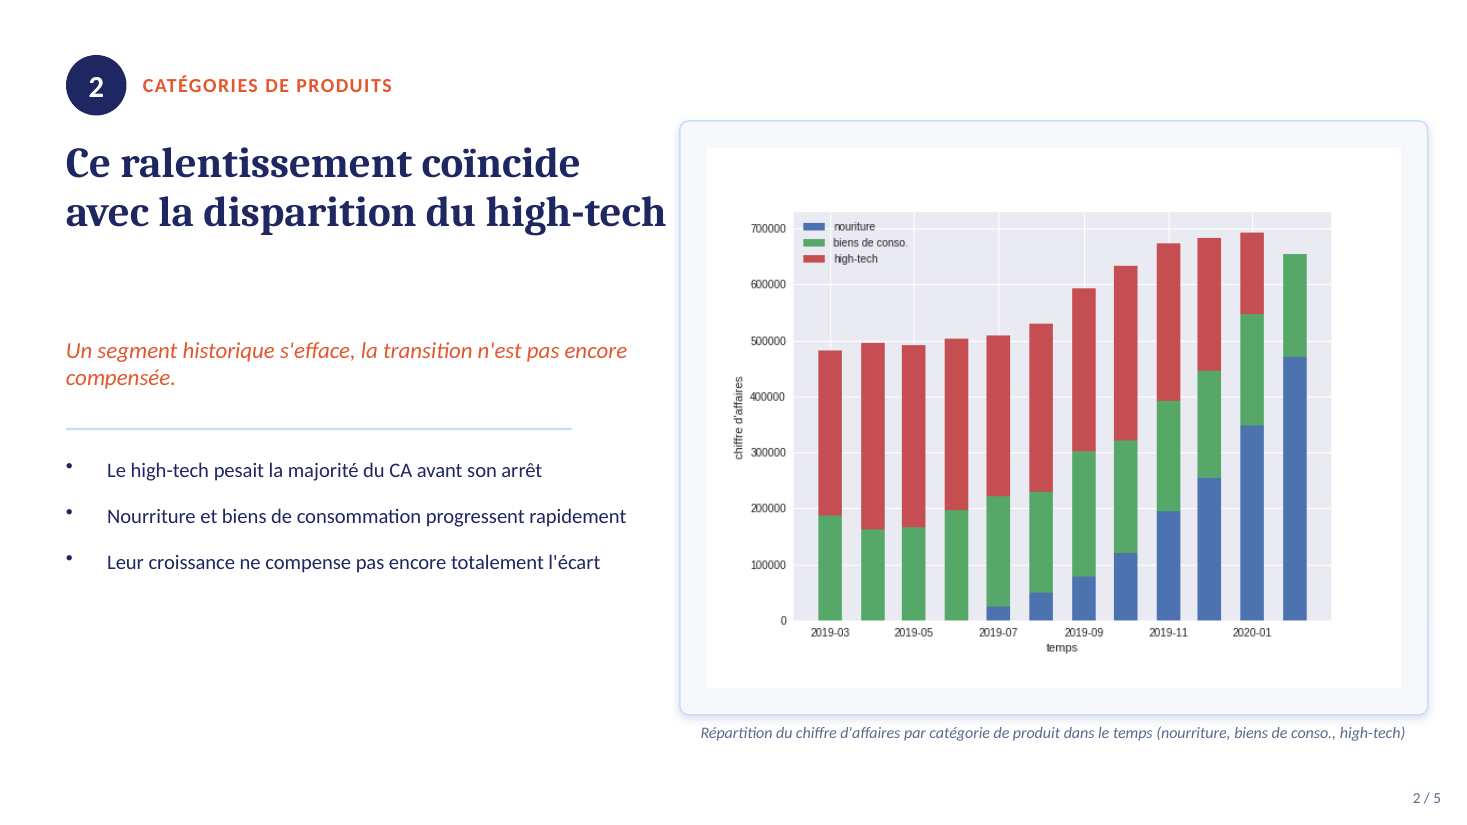 2
CATÉGORIES DE PRODUITS
Ce ralentissement coïncide
avec la disparition du high-tech
Un segment historique s'efface, la transition n'est pas encore
compensée.
• Le high-tech pesait la majorité du CA avant son arrêt
• Nourriture et biens de consommation progressent rapidement
• Leur croissance ne compense pas encore totalement l'écart
nouriture
biens de conso.
high-tech
chiffre d'affaires
700000
600000
500000
400000
300000
200000
100000
0
2019-03 2019-05 2019-07 2019-09 2019-11 2020-01
temps
Répartition du chiffre d'affaires par catégorie de produit dans le temps (nourriture, biens de conso., high-tech)
2 / 5